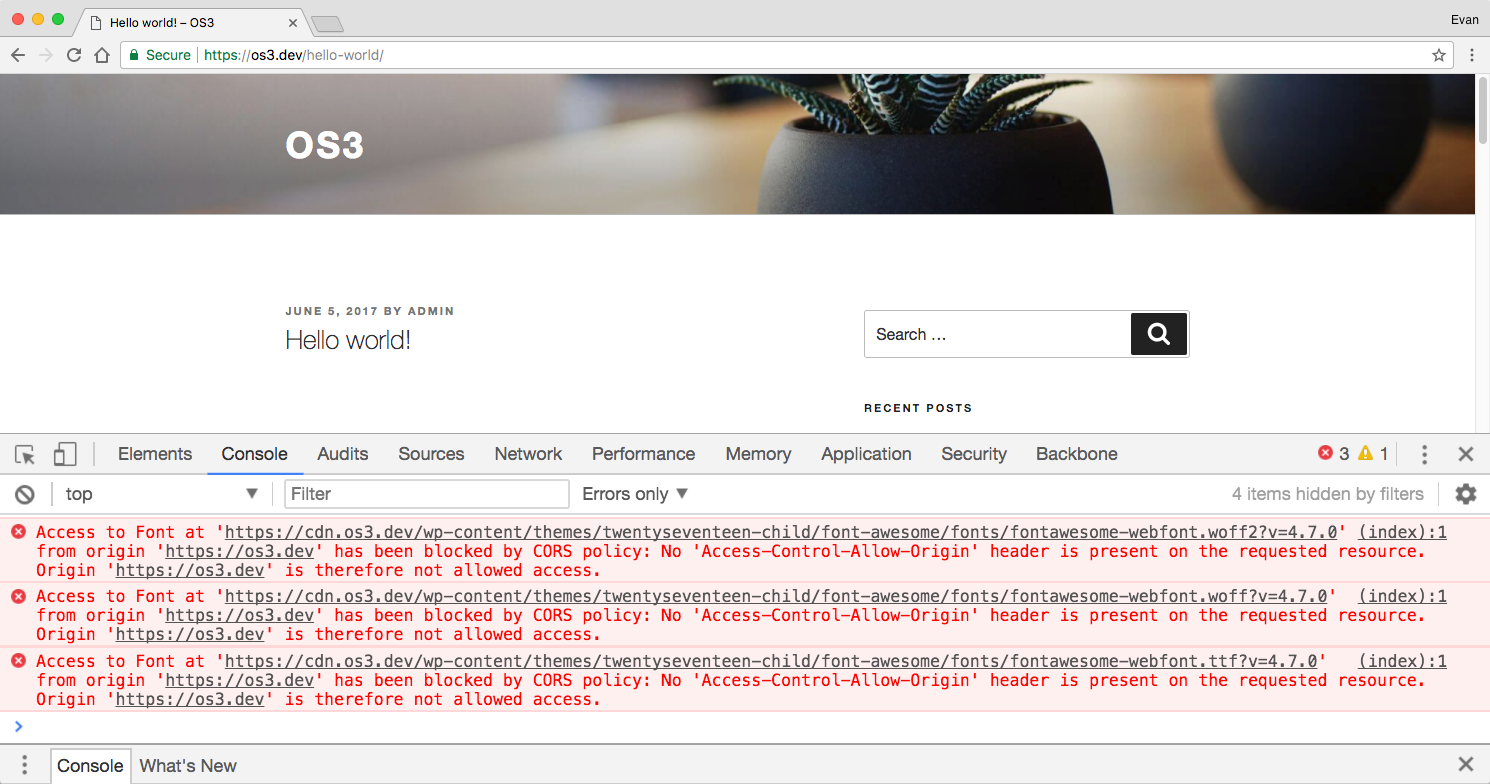 Hello world! – OS3
Evan
Secure https://os3.dev/hello-world/
OS3
JUNE 5, 2017 BY ADMIN
Hello world!
Search …
RECENT POSTS
Elements Console Audits Sources Network Performance Memory Application Security Backbone 3 1
top Filter Errors only 4 items hidden by filters
Access to Font at 'https://cdn.os3.dev/wp-content/themes/twentyseventeen-child/font-awesome/fonts/fontawesome-webfont.woff2?v=4.7.0' (index):1
from origin 'https://os3.dev' has been blocked by CORS policy: No 'Access-Control-Allow-Origin' header is present on the requested resource.
Origin 'https://os3.dev' is therefore not allowed access.
Access to Font at 'https://cdn.os3.dev/wp-content/themes/twentyseventeen-child/font-awesome/fonts/fontawesome-webfont.woff?v=4.7.0' (index):1
from origin 'https://os3.dev' has been blocked by CORS policy: No 'Access-Control-Allow-Origin' header is present on the requested resource.
Origin 'https://os3.dev' is therefore not allowed access.
Access to Font at 'https://cdn.os3.dev/wp-content/themes/twentyseventeen-child/font-awesome/fonts/fontawesome-webfont.ttf?v=4.7.0' (index):1
from origin 'https://os3.dev' has been blocked by CORS policy: No 'Access-Control-Allow-Origin' header is present on the requested resource.
Origin 'https://os3.dev' is therefore not allowed access.
Console What's New